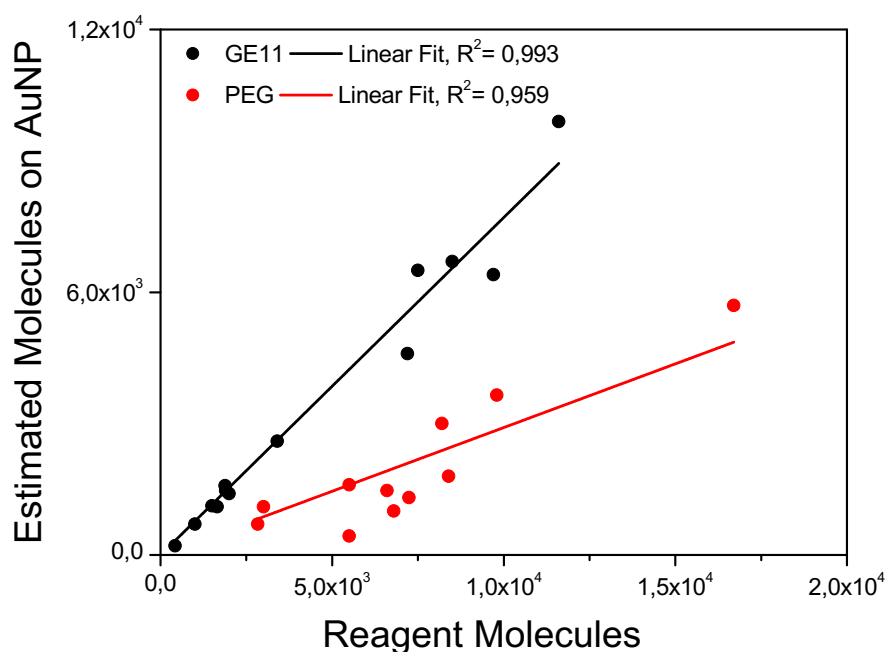 1,2x10⁴
GE11 Linear Fit, R²= 0,993
PEG Linear Fit, R²= 0,959
Estimated Molecules on AuNP
6,0x10³
0,0
0,0 5,0x10³ 1,0x10⁴ 1,5x10⁴ 2,0x10⁴
Reagent Molecules